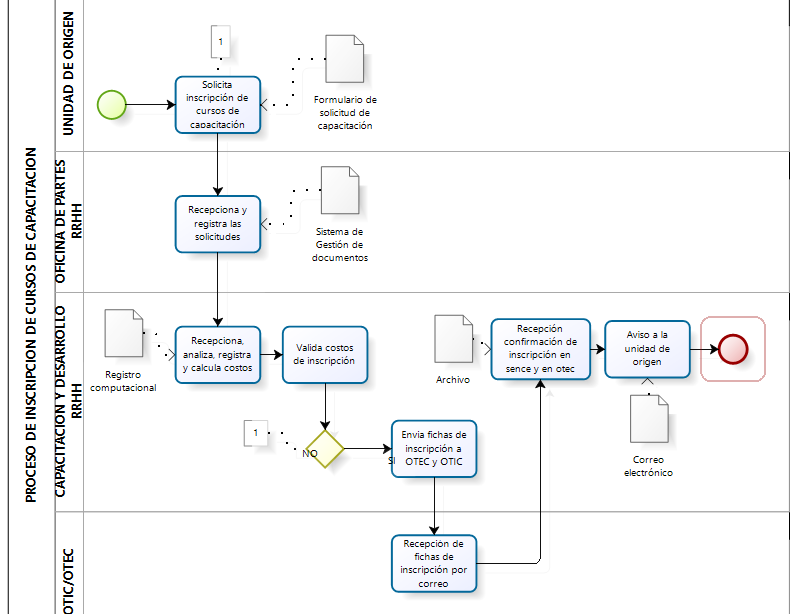 PROCESO DE INSCRIPCION DE CURSOS DE CAPACITACION
UNIDAD DE ORIGEN
1
Solicita
inscripción de
cursos de
capacitación
Formulario de
solicitud de
capacitación
OFICINA DE PARTES
RRHH
Recepciona y
registra las
solicitudes
Sistema de
Gestión de
documentos
CAPACITACION Y DESARROLLO
RRHH
Registro
computacional
Recepciona,
analiza, registra
y calcula costos
Valida costos
de inscripción
Archivo
Recepción
confirmación de
inscripción en
sence y en otec
Aviso a la
unidad de
origen
Correo
electrónico
1
NO
SI
Envia fichas de
inscripción a
OTEC y OTIC
OTIC/OTEC
Recepción de
fichas de
inscripción por
correo